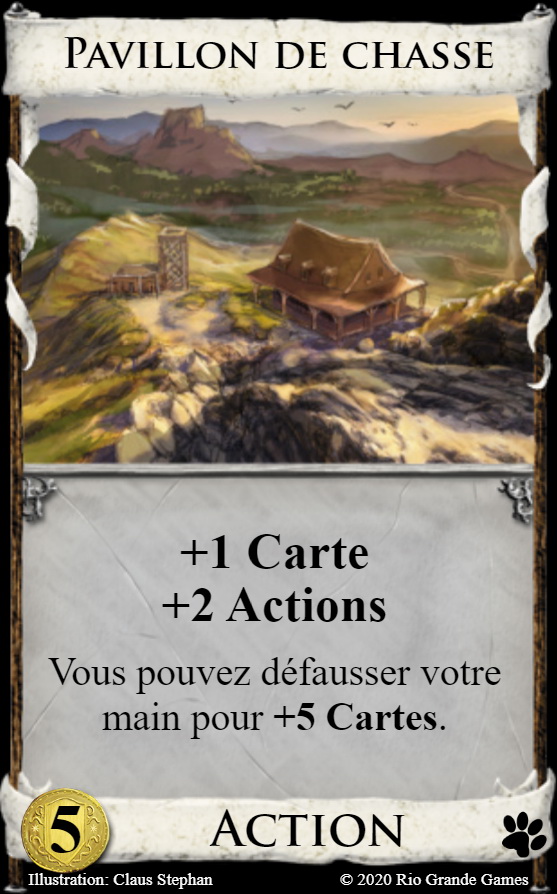 Pavillon de chasse
+1 Carte
+2 Actions
Vous pouvez défausser votre
main pour +5 Cartes.
5
Action
Illustration: Claus Stephan
© 2020 Rio Grande Games